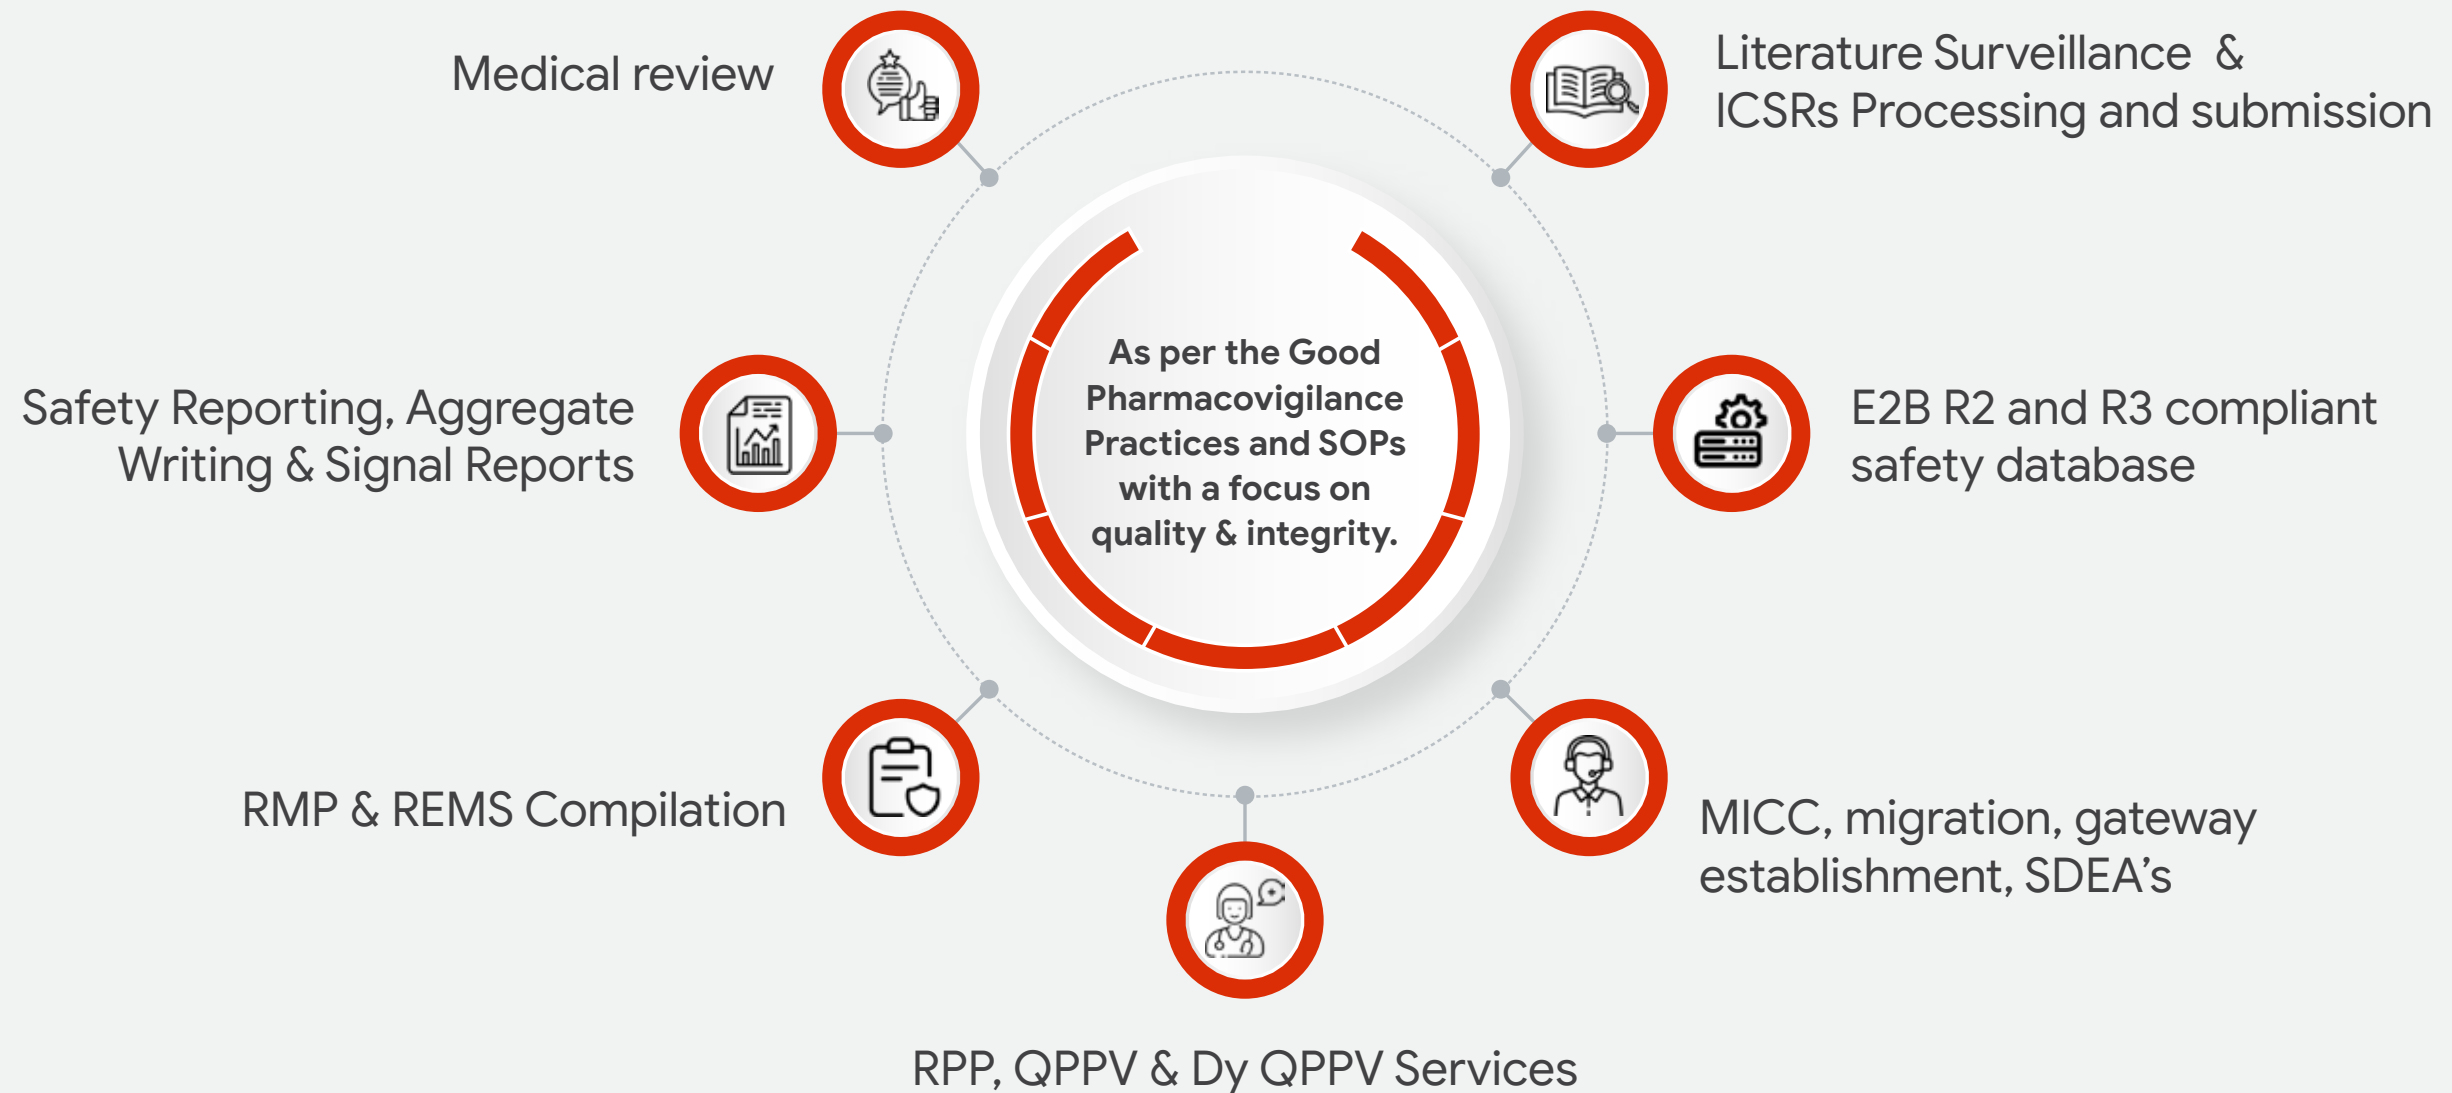 Medical review
Literature Surveillance  &
ICSRs Processing and submission
As per the Good
Pharmacovigilance
Practices and SOPs
with a focus on
quality & integrity.
Safety Reporting, Aggregate
Writing & Signal Reports
E2B R2 and R3 compliant
safety database
RMP & REMS Compilation
MICC, migration, gateway
establishment, SDEA’s
RPP, QPPV & Dy QPPV Services